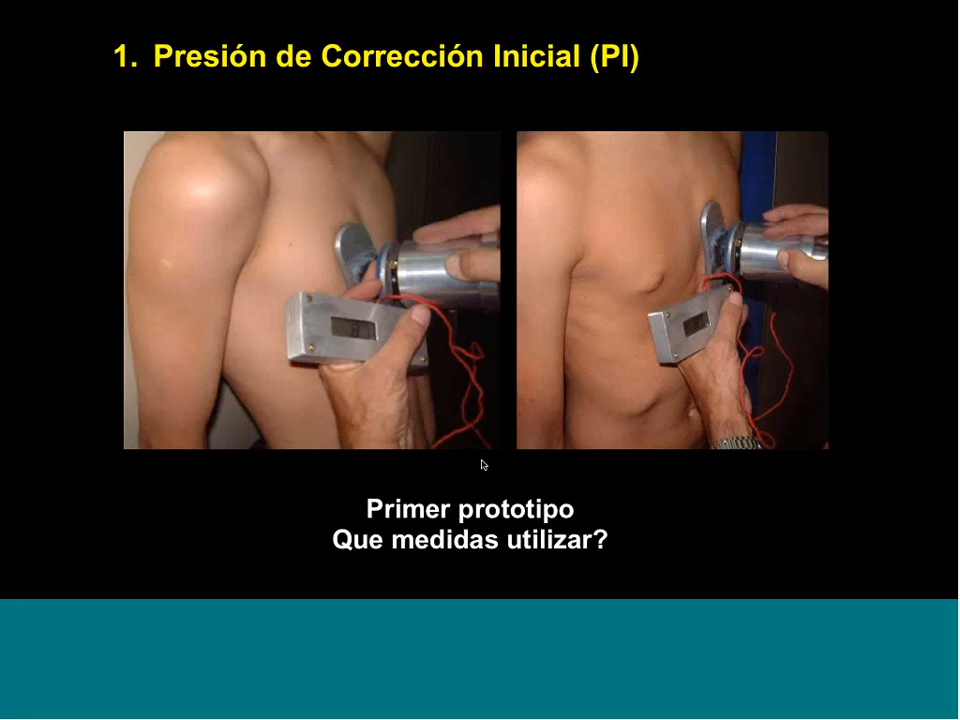 1. Presión de Corrección Inicial (PI)
Primer prototipo
Que medidas utilizar?